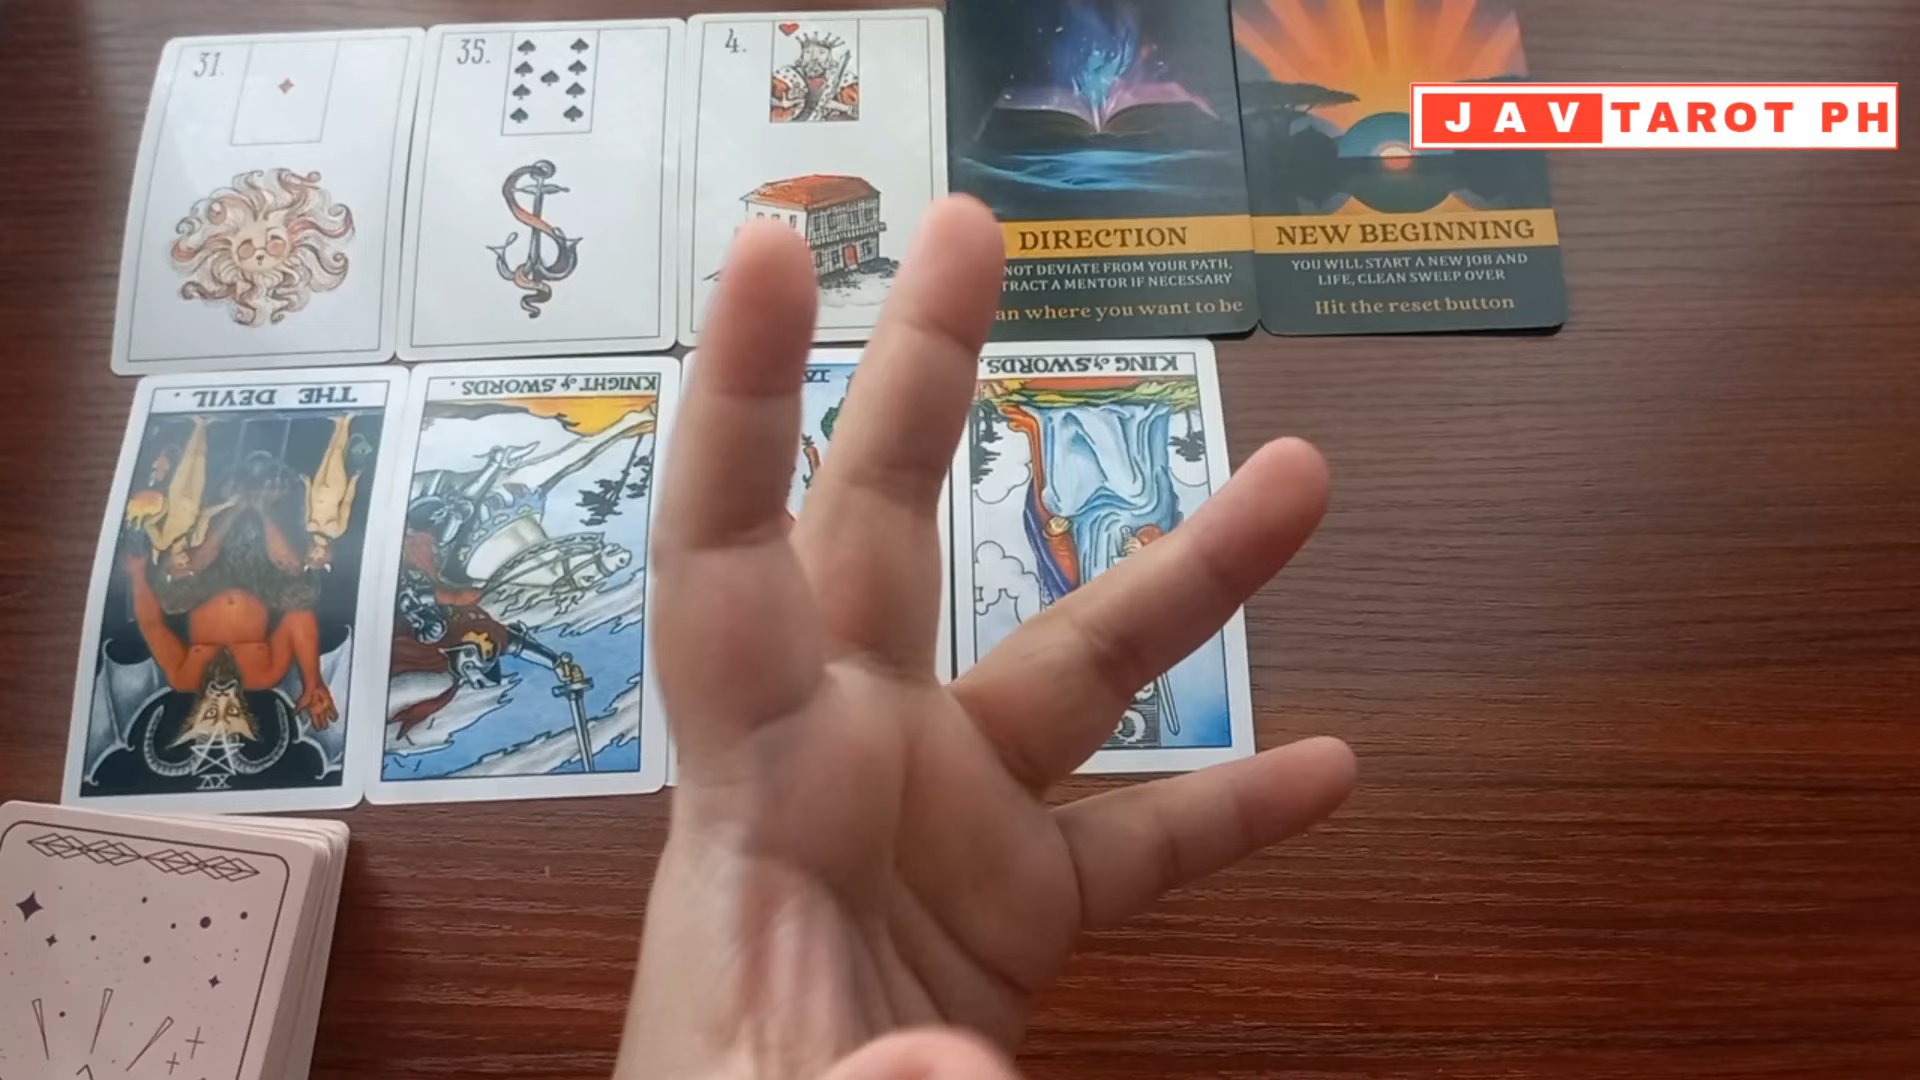 31.
35.
4.
JAV TAROT PH
DIRECTION
NOT DEVIATE FROM YOUR PATH,
TRACT A MENTOR IF NECESSARY
an where you want to be
NEW BEGINNING
YOU WILL START A NEW JOB AND
LIFE, CLEAN SWEEP OVER
Hit the reset button
THE DEVIL.
KNIGHT of SWORDS.
KING of SWORDS.
XV